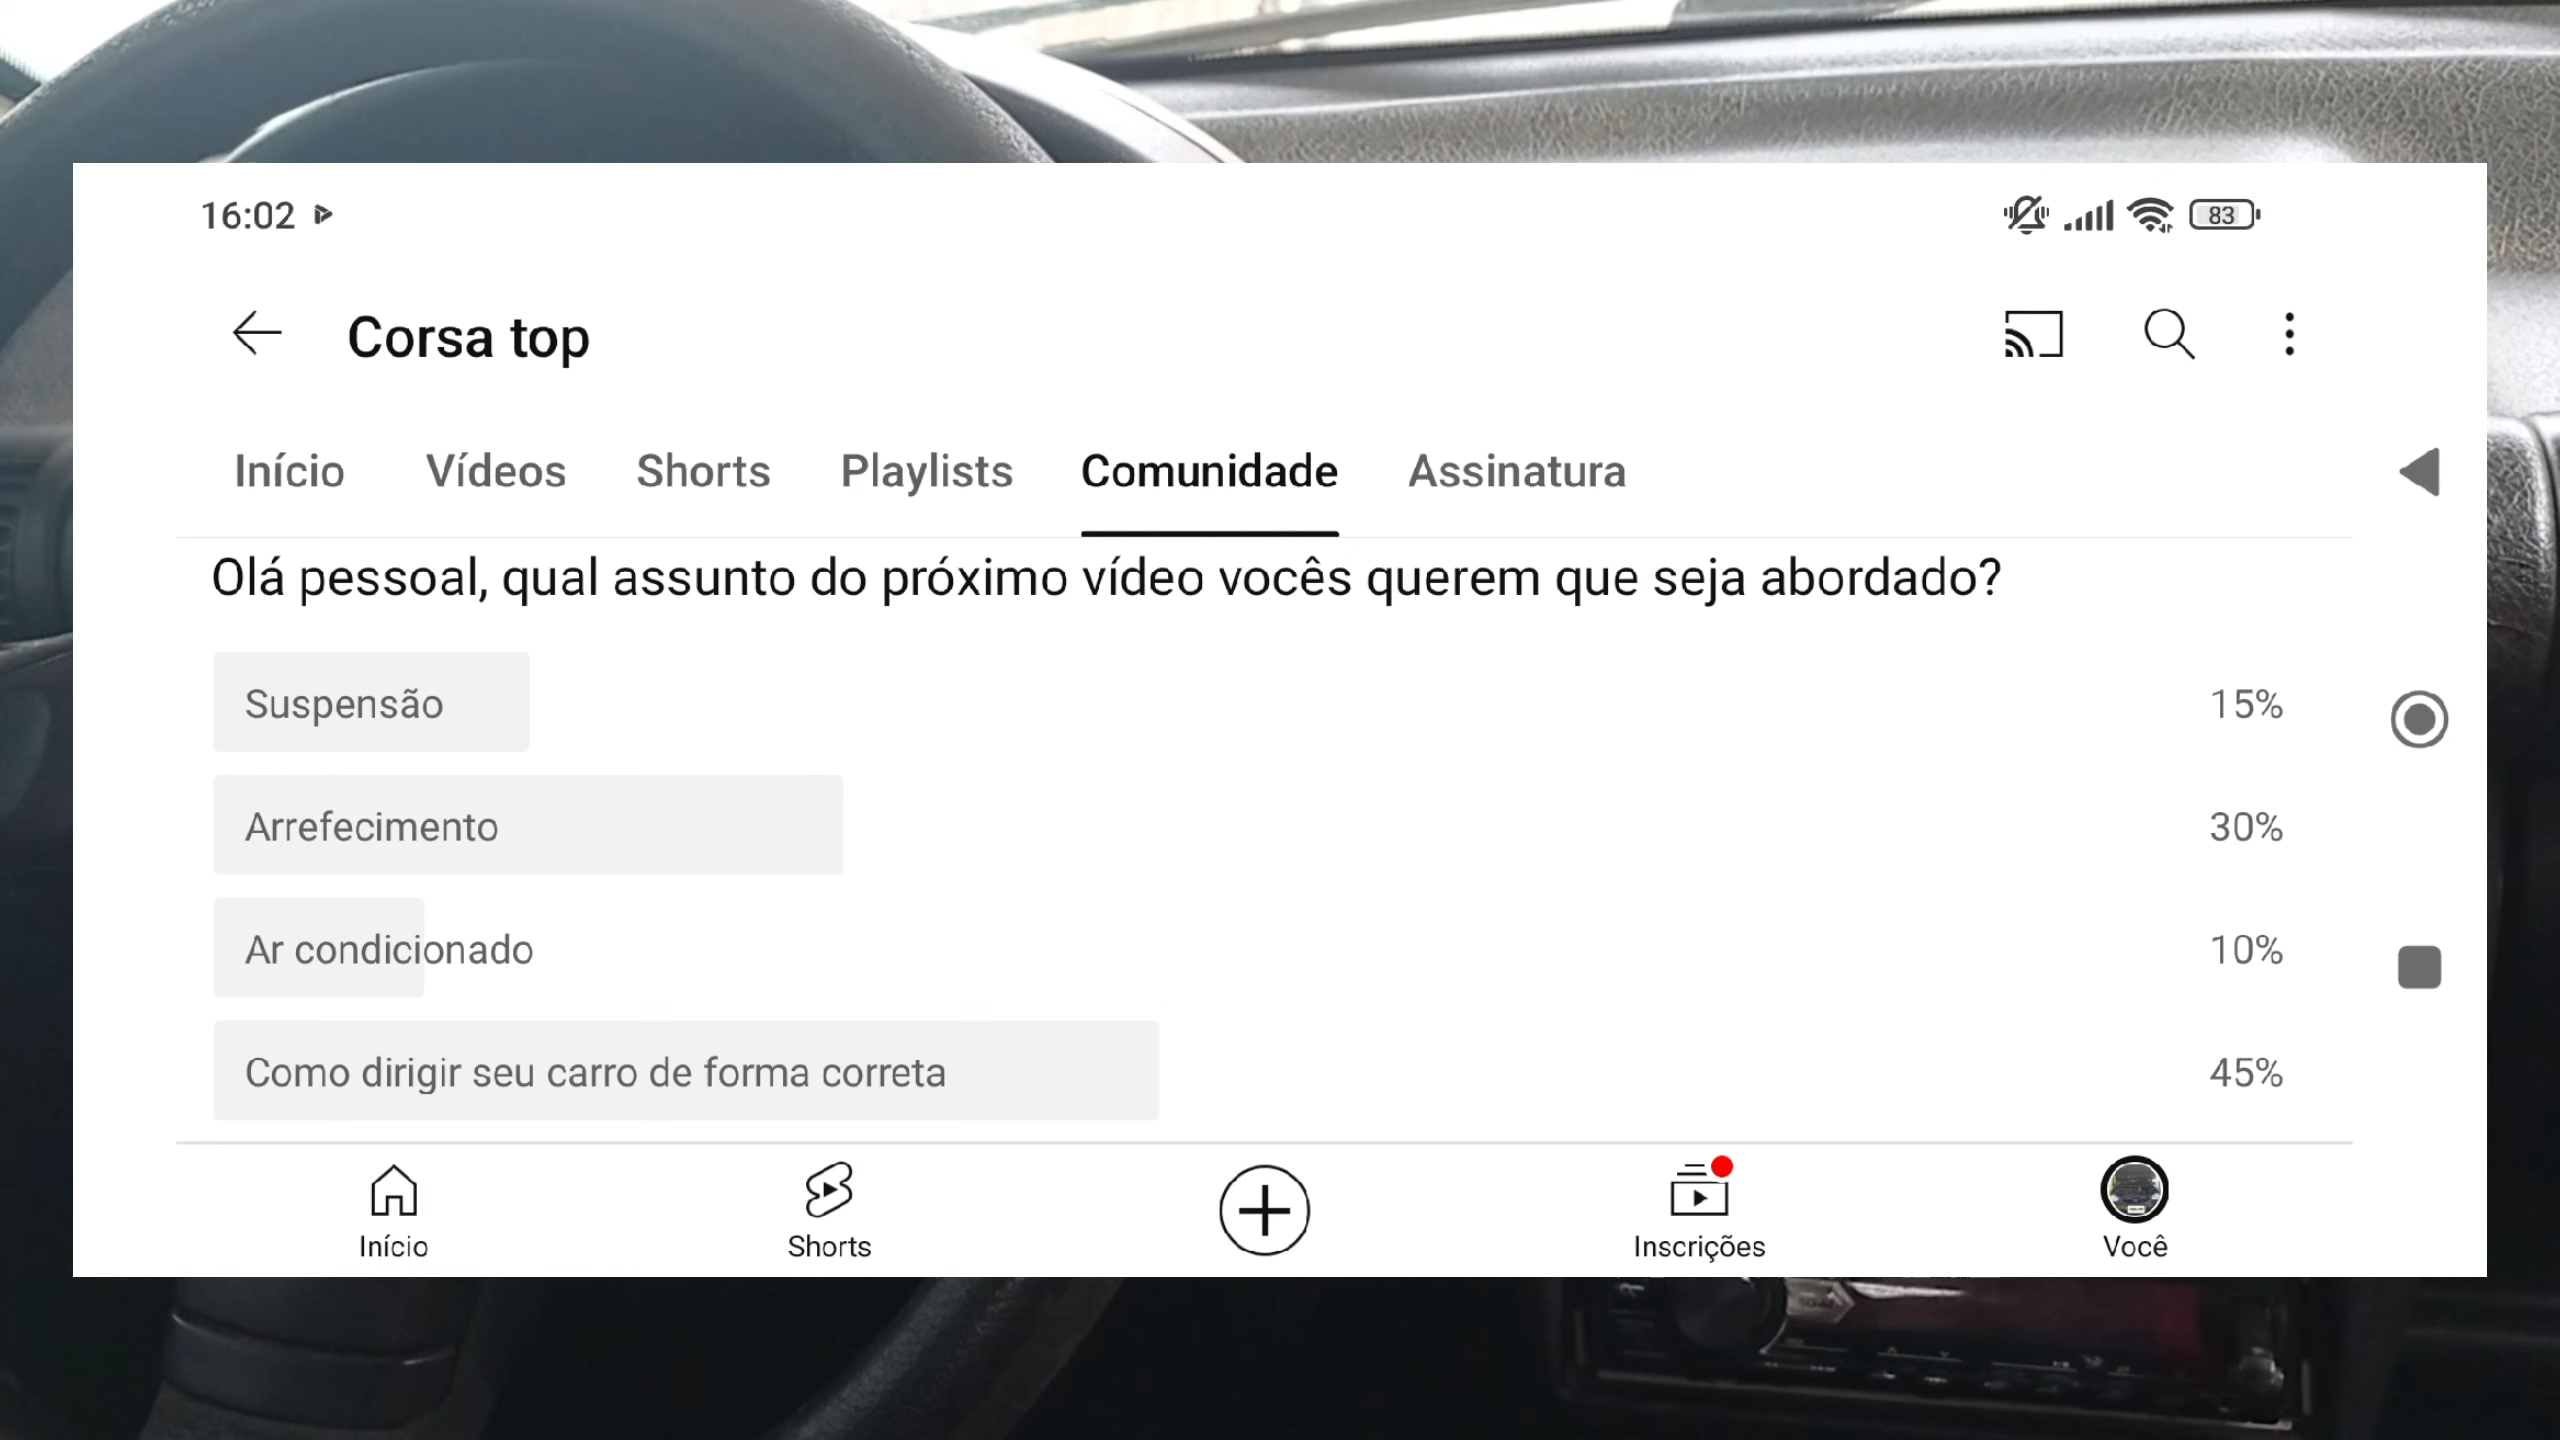 16:02
83
Corsa top
Início Vídeos Shorts Playlists Comunidade Assinatura
Olá pessoal, qual assunto do próximo vídeo vocês querem que seja abordado?
Suspensão 15%
Arrefecimento 30%
Ar condicionado 10%
Como dirigir seu carro de forma correta 45%
Início Shorts Inscrições Você